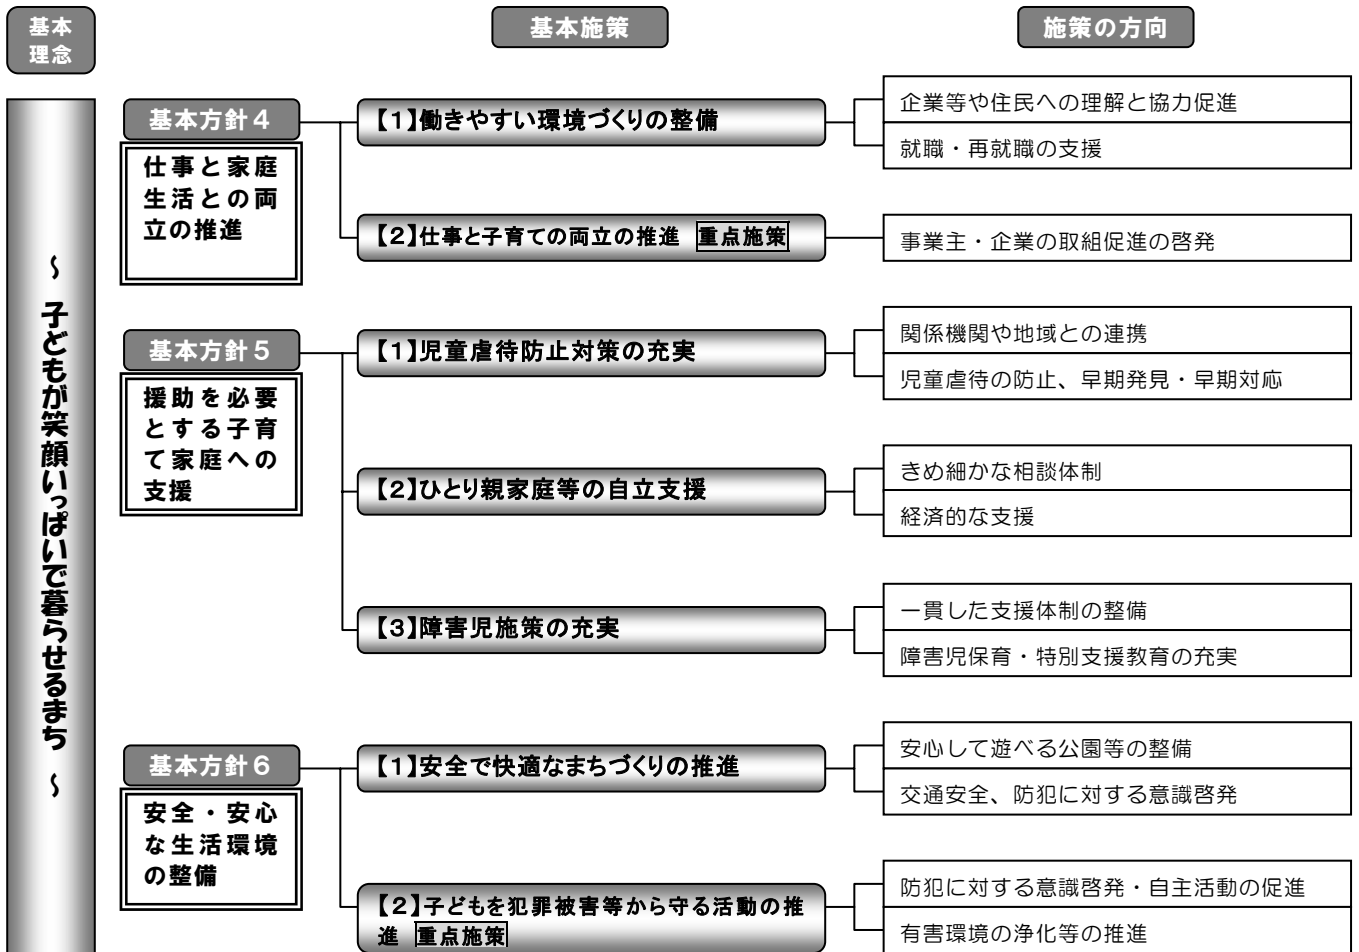 基本
理念
基本施策
施策の方向
～ 子どもが笑顔いっぱいで暮らせるまち ～
基本方針４
仕事と家庭
生活との両
立の推進
【１】働きやすい環境づくりの整備
企業等や住民への理解と協力促進
就職・再就職の支援
【２】仕事と子育ての両立の推進 重点施策
事業主・企業の取組促進の啓発
基本方針５
援助を必要
とする子育
て家庭への
支援
【１】児童虐待防止対策の充実
関係機関や地域との連携
児童虐待の防止、早期発見・早期対応
【２】ひとり親家庭等の自立支援
きめ細かな相談体制
経済的な支援
【３】障害児施策の充実
一貫した支援体制の整備
障害児保育・特別支援教育の充実
基本方針６
安全・安心
な生活環境
の整備
【１】安全で快適なまちづくりの推進
安心して遊べる公園等の整備
交通安全、防犯に対する意識啓発
【２】子どもを犯罪被害等から守る活動の推
進 重点施策
防犯に対する意識啓発・自主活動の促進
有害環境の浄化等の推進